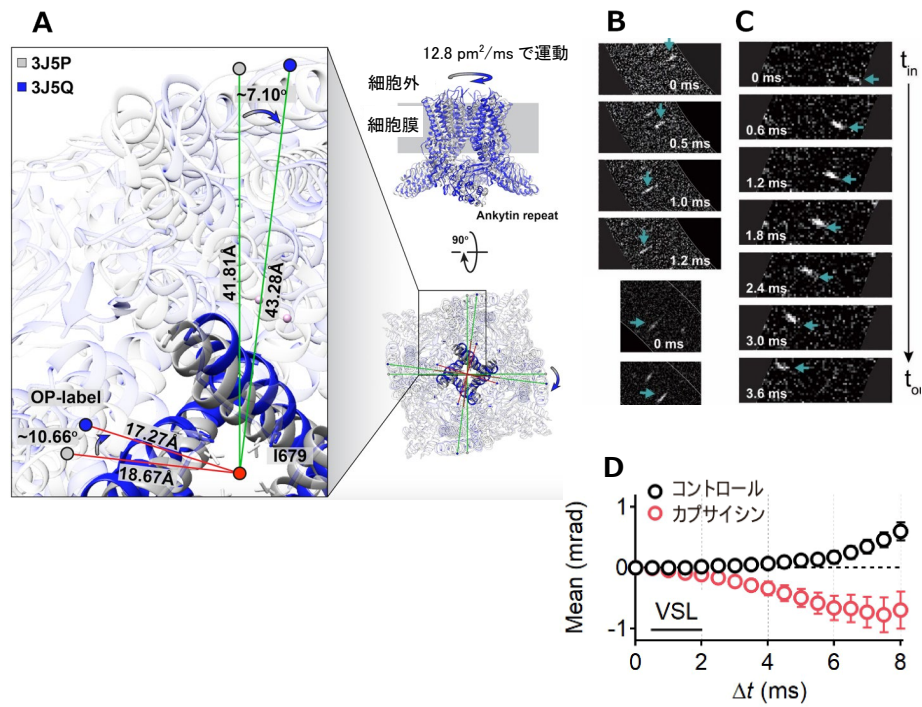 A
3J5P
3J5Q
~7.10°
41.81Å
43.28Å
OP-label
~10.66°
17.27Å
18.67Å
I679
12.8 pm²/ms で運動
細胞外
細胞膜
Ankytin repeat
90°
B
0 ms
0.5 ms
1.0 ms
1.2 ms
0 ms
C
t_in
0 ms
0.6 ms
1.2 ms
1.8 ms
2.4 ms
3.0 ms
3.6 ms
t_ou
D
コントロール
カプサイシン
Mean (mrad)
1
0
-1
VSL
0 2 4 6 8
Δt (ms)